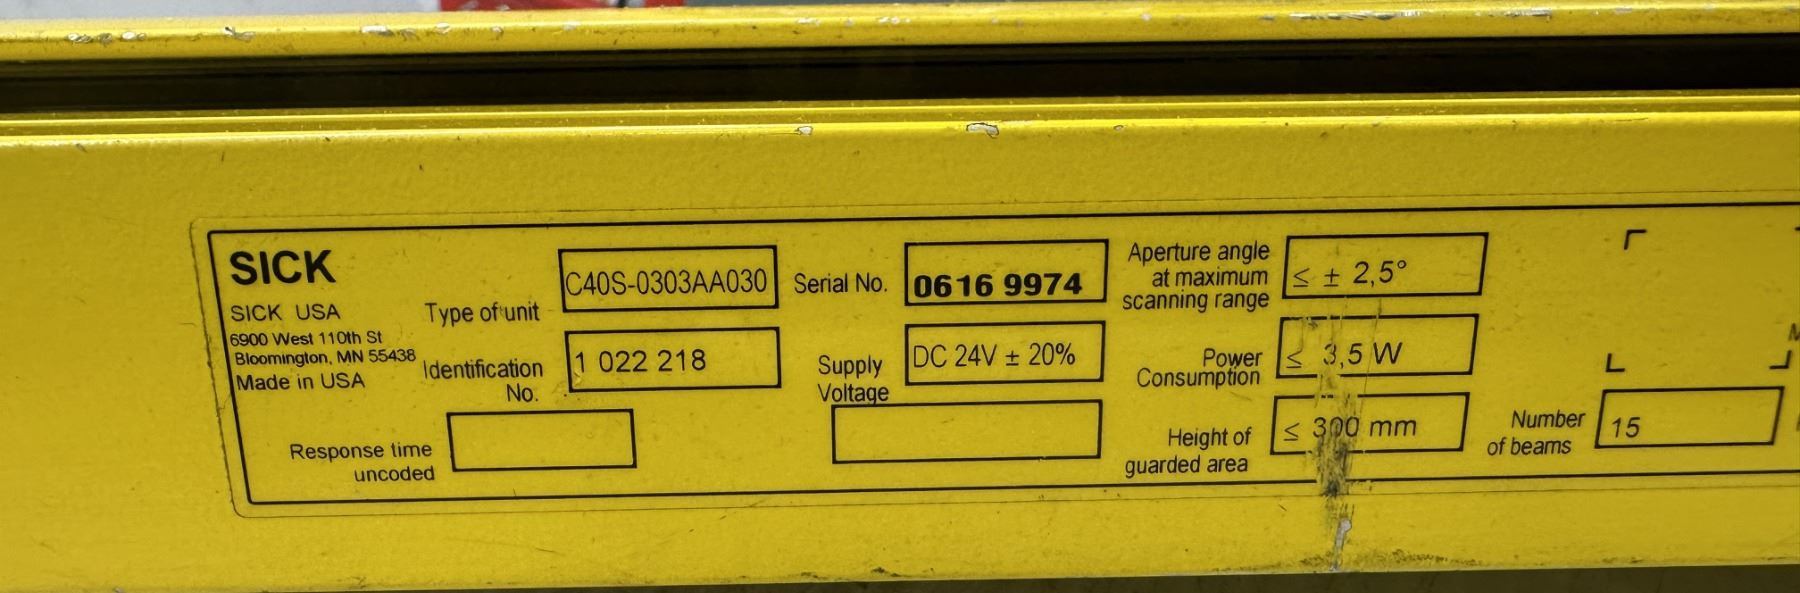 SICK
SICK USA
6900 West 110th St
Bloomington, MN 55438
Made in USA
Type of unit
C40S-0303AA030
Identification
No.
1 022 218
Response time
uncoded
Serial No.
0616 9974
Supply
Voltage
DC 24V ± 20%
Aperture angle
at maximum
scanning range
≤ ± 2,5°
Power
Consumption
≤ 3,5 W
Height of
guarded area
≤ 300 mm
Number
of beams
15